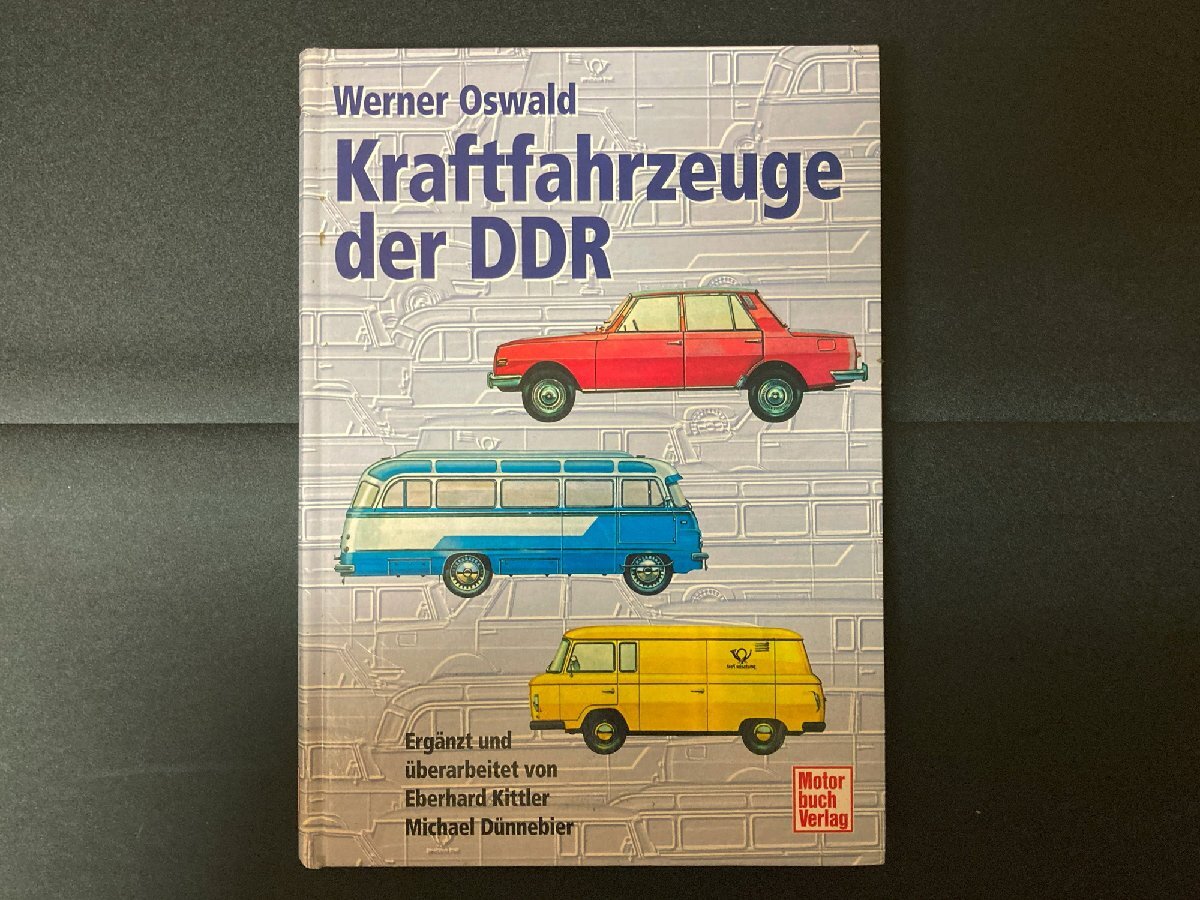 Werner Oswald
Kraftfahrzeuge
der DDR
Ergänzt und
überarbeitet von
Eberhard Kittler
Michael Dünnebier
Motor
buch
Verlag